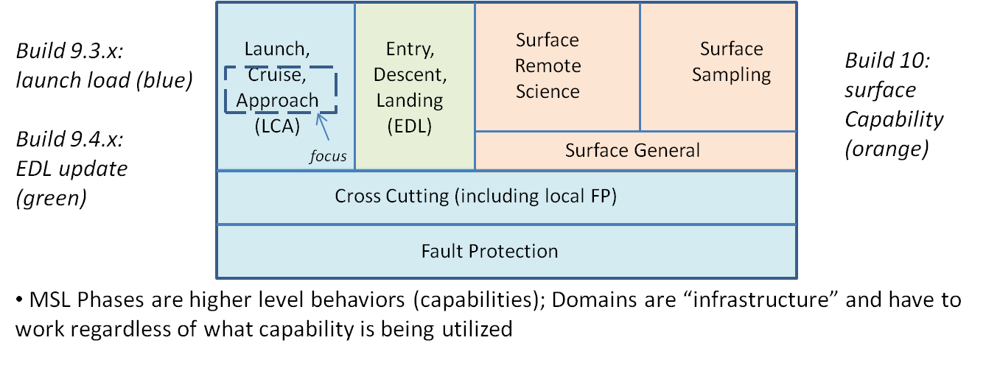 Build 9.3.x:
launch load (blue)
Build 9.4.x:
EDL update
(green)
Launch,
Cruise,
Approach
(LCA)
focus
Entry,
Descent,
Landing
(EDL)
Surface
Remote
Science
Surface
Sampling
Surface General
Cross Cutting (including local FP)
Fault Protection
Build 10:
surface
Capability
(orange)
• MSL Phases are higher level behaviors (capabilities); Domains are “infrastructure” and have to
work regardless of what capability is being utilized